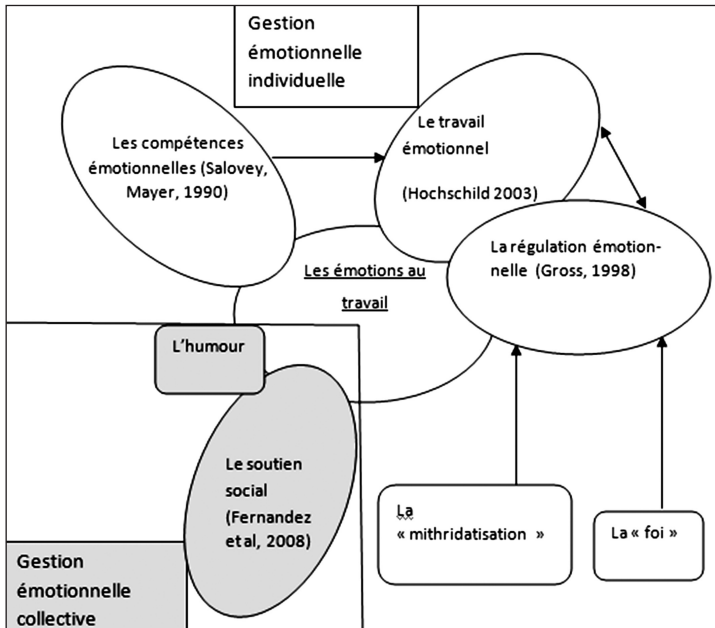 Gestion
émotionnelle
individuelle
Les compétences
émotionnelles (Salovey,
Mayer, 1990)
Le travail
émotionnel
(Hochschild 2003)
La régulation émotion-
nelle (Gross, 1998)
Les émotions au
travail
L'humour
Le soutien
social
(Fernandez
et al, 2008)
La
« mithridatisation »
La « foi »
Gestion
émotionnelle
collective